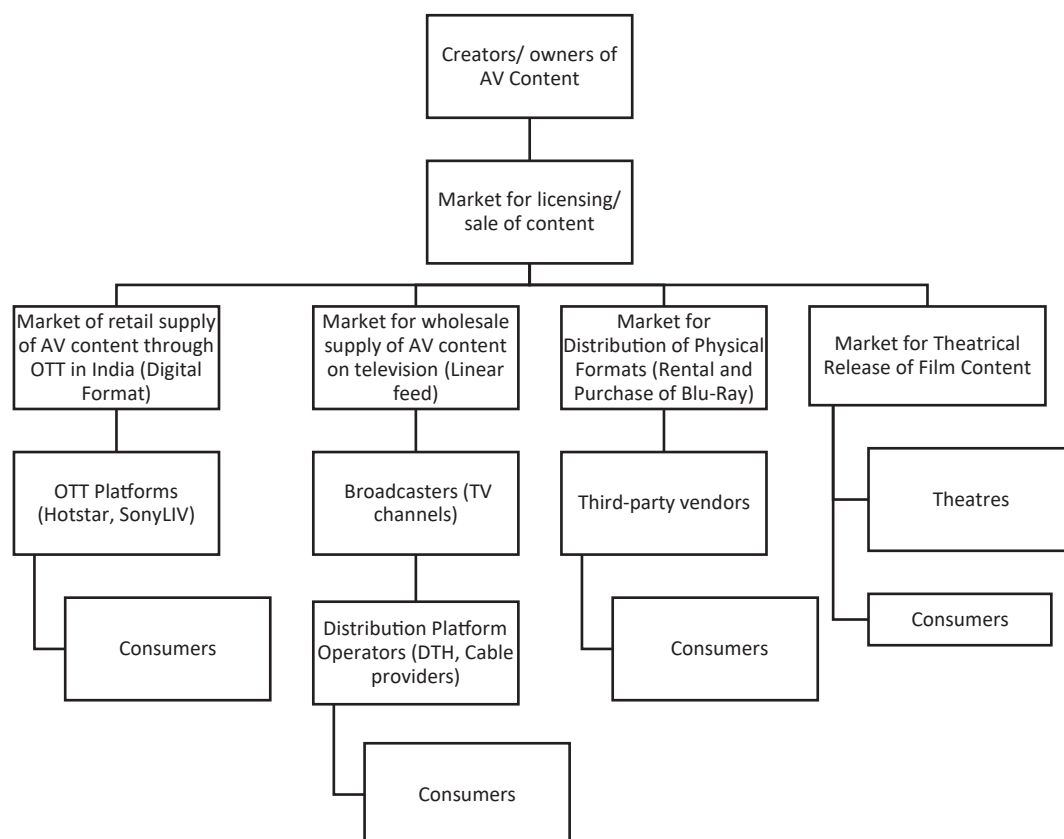 Creators/ owners of
AV Content
Market for licensing/
sale of content
Market of retail supply
of AV content through
OTT in India (Digital
Format)
Market for wholesale
supply of AV content
on television (Linear
feed)
Market for
Distribution of Physical
Formats (Rental and
Purchase of Blu-Ray)
Market for Theatrical
Release of Film Content
OTT Platforms
(Hotstar, SonyLIV)
Broadcasters (TV
channels)
Third-party vendors
Theatres
Consumers
Distribution Platform
Operators (DTH, Cable
providers)
Consumers
Consumers
Consumers